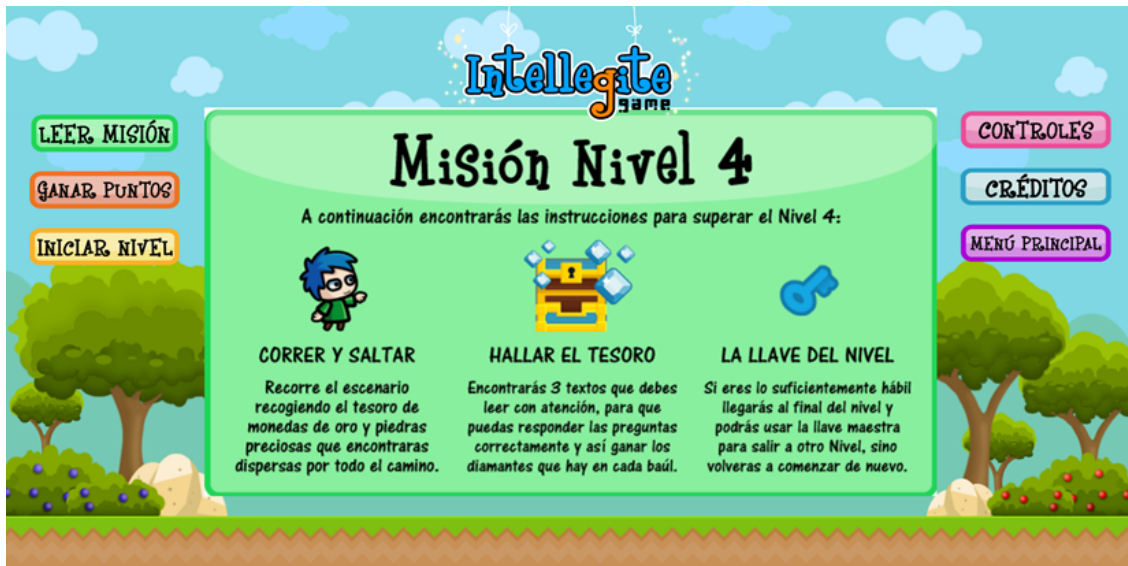 Intellegite
game
LEER MISIÓN
GANAR PUNTOS
INICIAR NIVEL
Misión Nivel 4
A continuación encontrarás las instrucciones para superar el Nivel 4:
CORRER Y SALTAR
Recorre el escenario
recogiendo el tesoro de
monedas de oro y piedras
preciosas que encontraras
dispersas por todo el camino.
HALLAR EL TESORO
Encontrarás 3 textos que debes
leer con atención, para que
puedas responder las preguntas
correctamente y así ganar los
diamantes que hay en cada baúl.
LA LLAVE DEL NIVEL
Si eres lo suficientemente hábil
llegarás al final del nivel y
podrás usar la llave maestra
para salir a otro Nivel, sino
volveras a comenzar de nuevo.
CONTROLES
CRÉDITOS
MENÚ PRINCIPAL